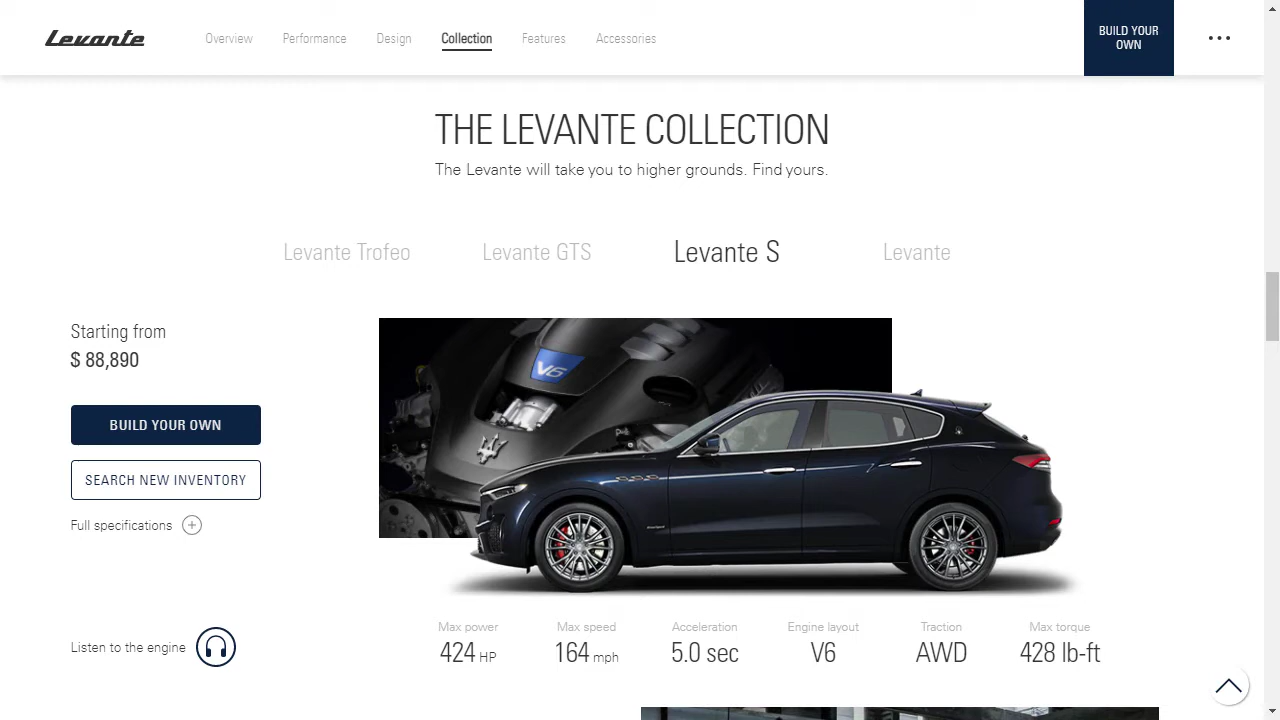 Levante
Overview
Performance
Design
Collection
Features
Accessories
BUILD YOUR
OWN
THE LEVANTE COLLECTION
The Levante will take you to higher grounds. Find yours.
Levante Trofeo
Levante GTS
Levante S
Levante
Starting from
$ 88,890
BUILD YOUR OWN
SEARCH NEW INVENTORY
Full specifications
Listen to the engine
V6
Max power
424 HP
Max speed
164 mph
Acceleration
5.0 sec
Engine layout
V6
Traction
AWD
Max torque
428 lb-ft